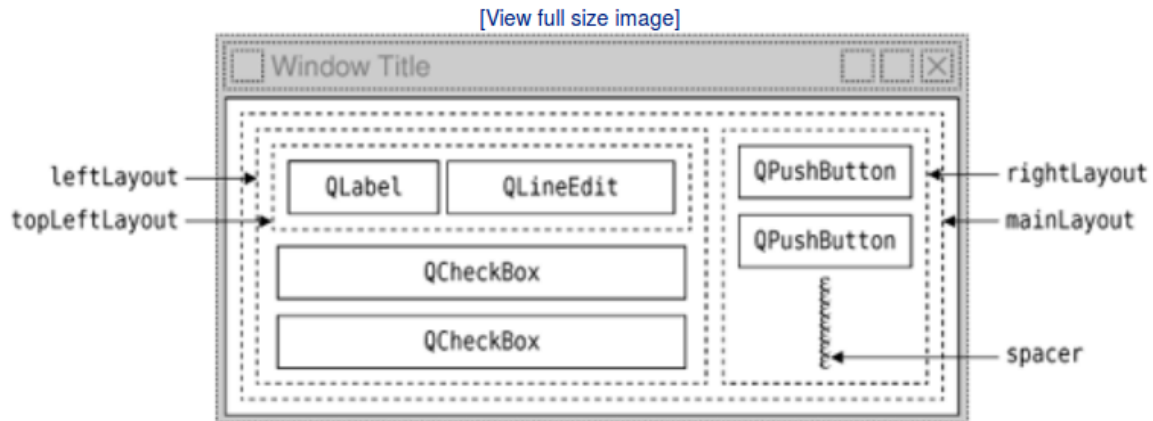 [View full size image]
Window Title
leftLayout
topLeftLayout
QLabel
QLineEdit
QCheckBox
QCheckBox
QPushButton
QPushButton
rightLayout
mainLayout
spacer